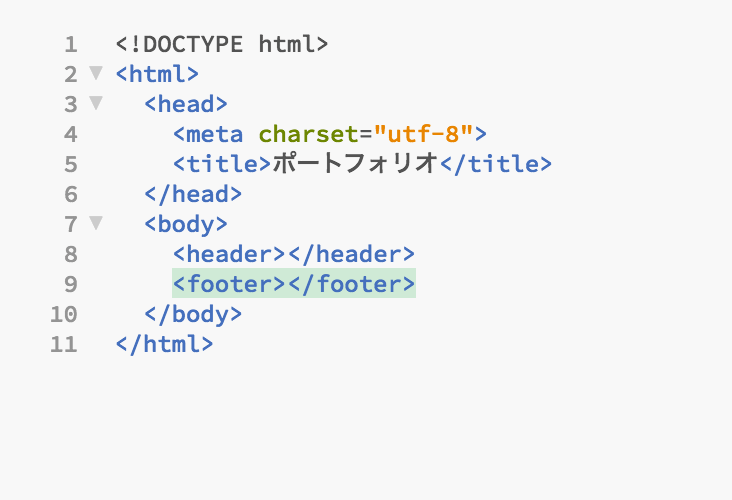 1 <!DOCTYPE html>
2 <html>
3 <head>
4 <meta charset="utf-8">
5 <title>ポートフォリオ</title>
6 </head>
7 <body>
8 <header></header>
9 <footer></footer>
10 </body>
11 </html>